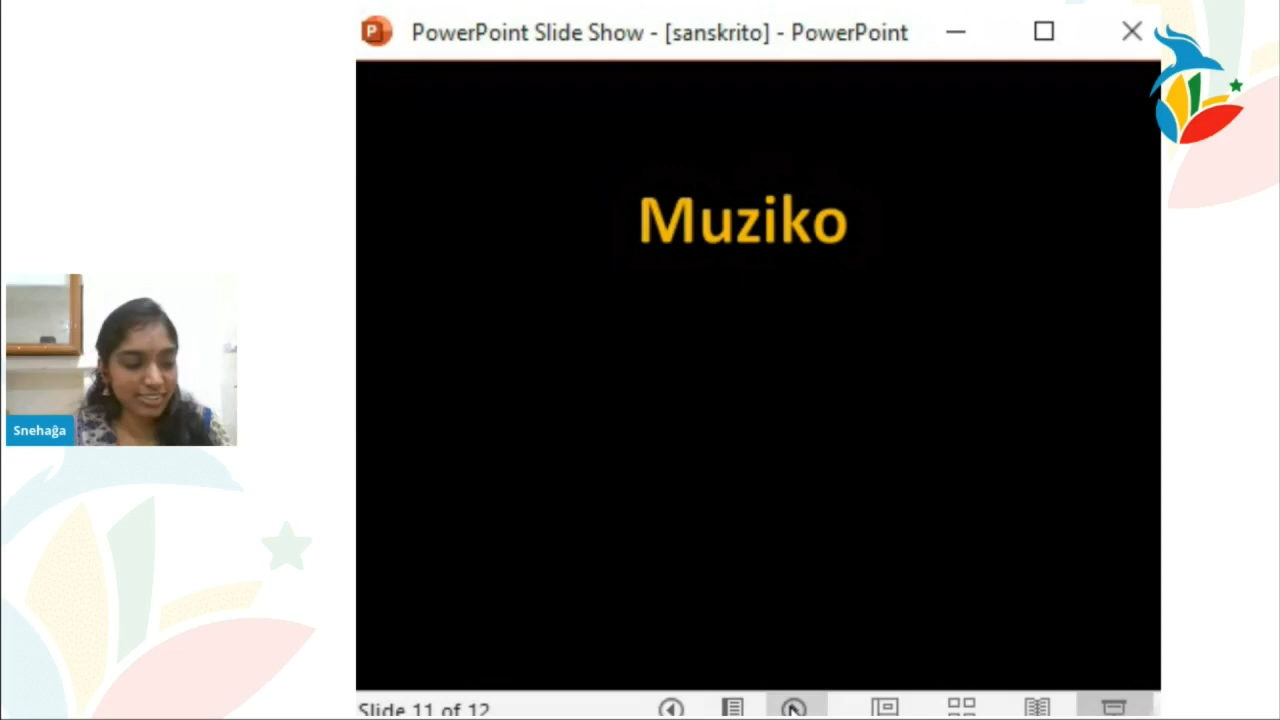 PowerPoint Slide Show - [sanskrito] - PowerPoint
Muziko
Snehaĝa
Slide 11 of 12